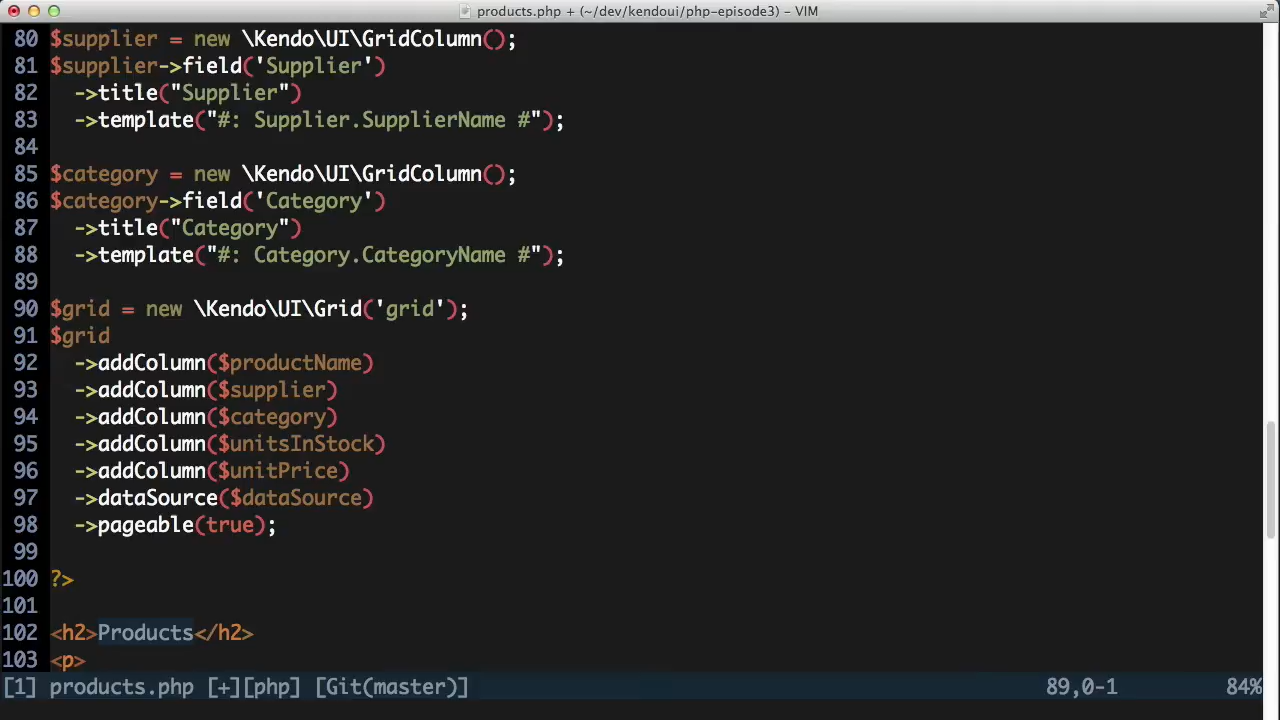 products.php + (~/dev/kendoui/php-episode3) – VIM
80 $supplier = new \Kendo\UI\GridColumn();
81 $supplier->field('Supplier')
82   ->title("Supplier")
83   ->template("#: Supplier.SupplierName #");
84
85 $category = new \Kendo\UI\GridColumn();
86 $category->field('Category')
87   ->title("Category")
88   ->template("#: Category.CategoryName #");
89
90 $grid = new \Kendo\UI\Grid('grid');
91 $grid
92   ->addColumn($productName)
93   ->addColumn($supplier)
94   ->addColumn($category)
95   ->addColumn($unitsInStock)
96   ->addColumn($unitPrice)
97   ->dataSource($dataSource)
98   ->pageable(true);
99
100 ?>
101
102 <h2>Products</h2>
103 <p>
[1] products.php [+][php] [Git(master)] 89,0-1 84%